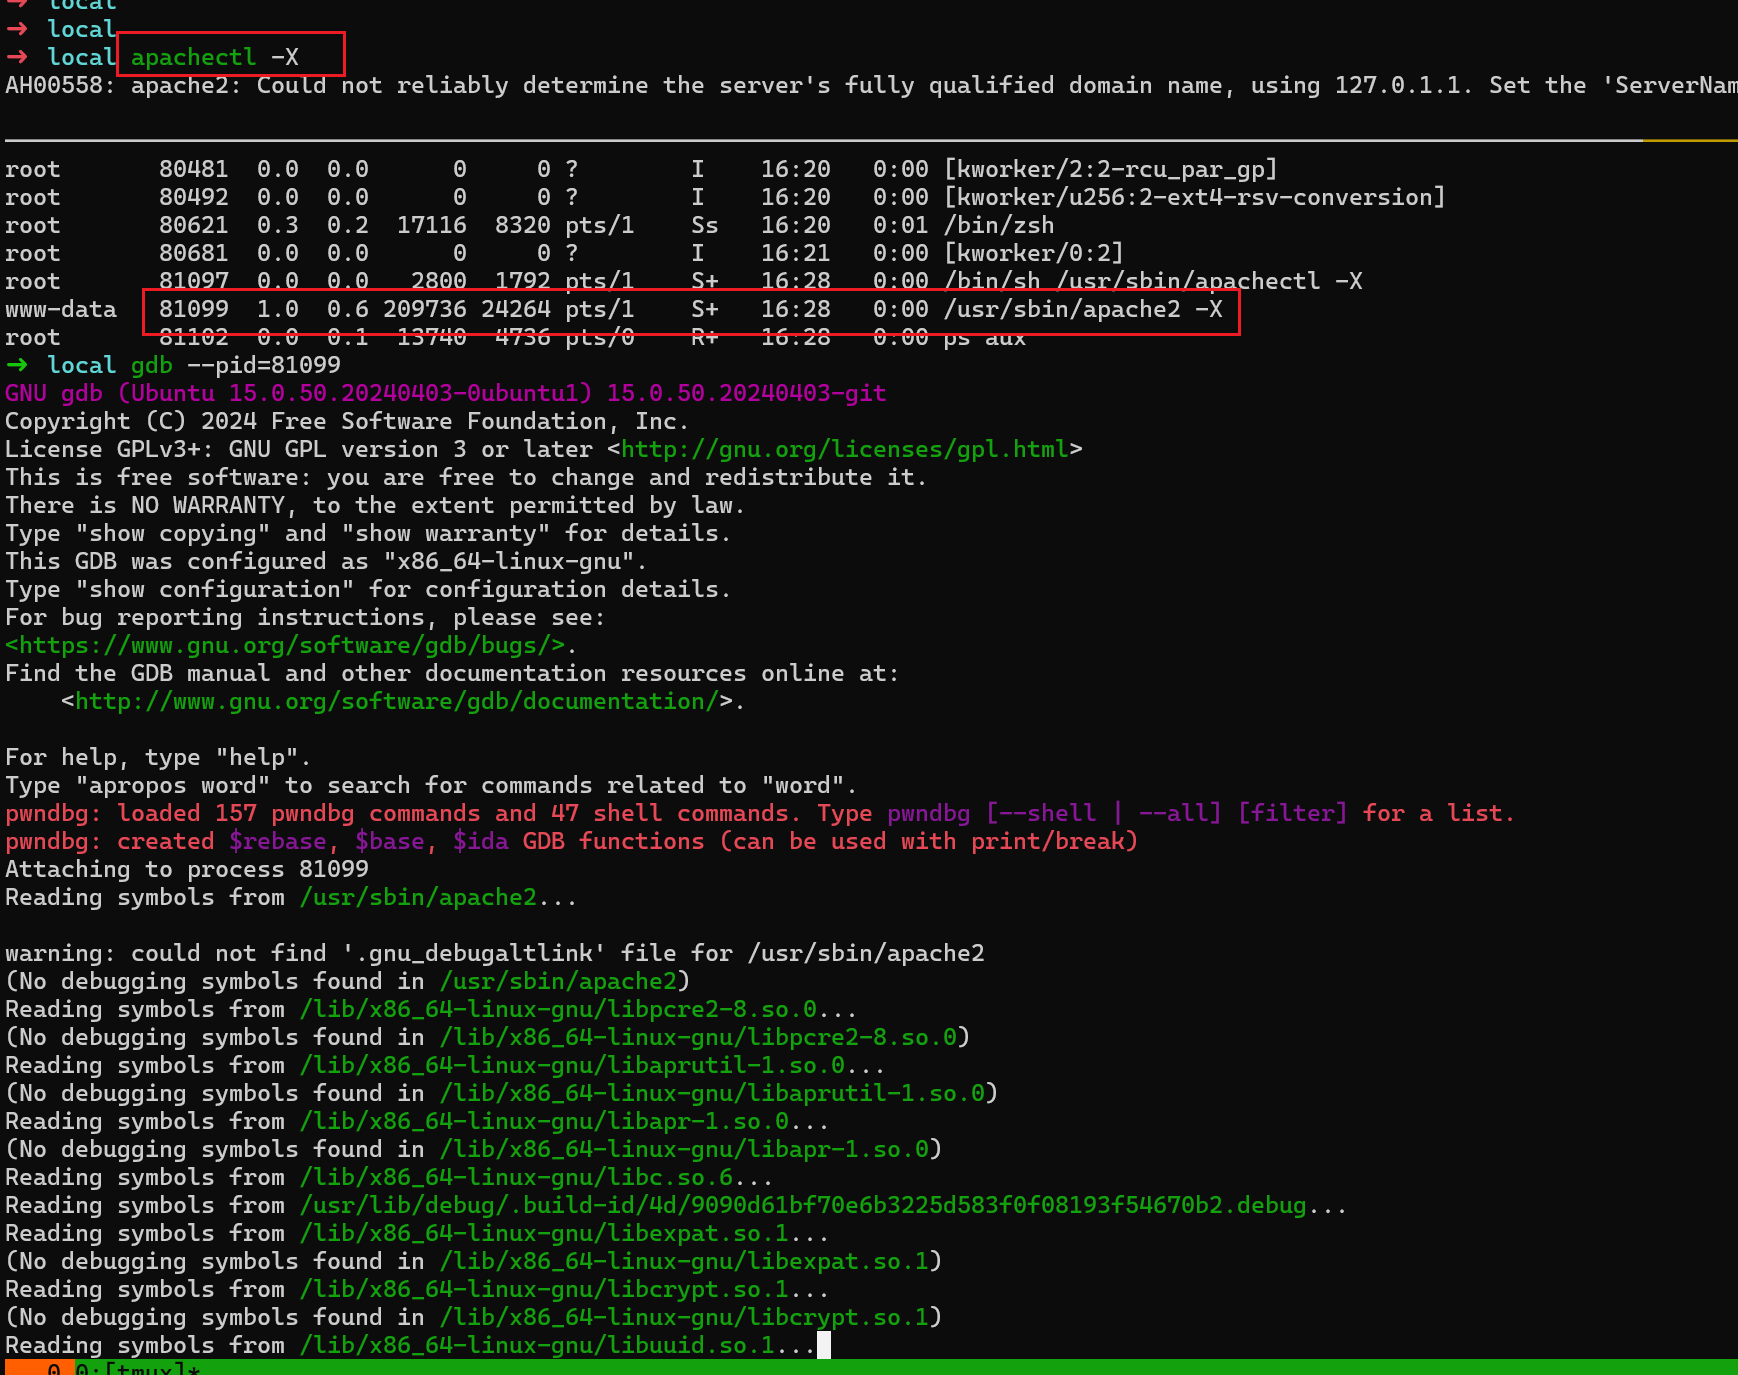 ➜ local
➜ local
➜ local apachectl -X
AH00558: apache2: Could not reliably determine the server's fully qualified domain name, using 127.0.1.1. Set the 'ServerNam
root 80481 0.0 0.0 0 0 ? I 16:20 0:00 [kworker/2:2-rcu_par_gp]
root 80492 0.0 0.0 0 0 ? I 16:20 0:00 [kworker/u256:2-ext4-rsv-conversion]
root 80621 0.3 0.2 17116 8320 pts/1 Ss 16:20 0:01 /bin/zsh
root 80681 0.0 0.0 0 0 ? I 16:21 0:00 [kworker/0:2]
root 81097 0.0 0.0 2800 1792 pts/1 S+ 16:28 0:00 /bin/sh /usr/sbin/apachectl -X
www-data 81099 1.0 0.6 209736 24264 pts/1 S+ 16:28 0:00 /usr/sbin/apache2 -X
root 81102 0.0 0.1 13740 4736 pts/0 R+ 16:28 0:00 ps aux
➜ local gdb --pid=81099
GNU gdb (Ubuntu 15.0.50.20240403-0ubuntu1) 15.0.50.20240403-git
Copyright (C) 2024 Free Software Foundation, Inc.
License GPLv3+: GNU GPL version 3 or later <http://gnu.org/licenses/gpl.html>
This is free software: you are free to change and redistribute it.
There is NO WARRANTY, to the extent permitted by law.
Type "show copying" and "show warranty" for details.
This GDB was configured as "x86_64-linux-gnu".
Type "show configuration" for configuration details.
For bug reporting instructions, please see:
<https://www.gnu.org/software/gdb/bugs/>.
Find the GDB manual and other documentation resources online at:
<http://www.gnu.org/software/gdb/documentation/>.
For help, type "help".
Type "apropos word" to search for commands related to "word".
pwndbg: loaded 157 pwndbg commands and 47 shell commands. Type pwndbg [--shell | --all] [filter] for a list.
pwndbg: created $rebase, $base, $ida GDB functions (can be used with print/break)
Attaching to process 81099
Reading symbols from /usr/sbin/apache2...
warning: could not find '.gnu_debugaltlink' file for /usr/sbin/apache2
(No debugging symbols found in /usr/sbin/apache2)
Reading symbols from /lib/x86_64-linux-gnu/libpcre2-8.so.0...
(No debugging symbols found in /lib/x86_64-linux-gnu/libpcre2-8.so.0)
Reading symbols from /lib/x86_64-linux-gnu/libaprutil-1.so.0...
(No debugging symbols found in /lib/x86_64-linux-gnu/libaprutil-1.so.0)
Reading symbols from /lib/x86_64-linux-gnu/libapr-1.so.0...
(No debugging symbols found in /lib/x86_64-linux-gnu/libapr-1.so.0)
Reading symbols from /lib/x86_64-linux-gnu/libc.so.6...
Reading symbols from /usr/lib/debug/.build-id/4d/9090d61bf70e6b3225d583f0f08193f54670b2.debug...
Reading symbols from /lib/x86_64-linux-gnu/libexpat.so.1...
(No debugging symbols found in /lib/x86_64-linux-gnu/libexpat.so.1)
Reading symbols from /lib/x86_64-linux-gnu/libcrypt.so.1...
(No debugging symbols found in /lib/x86_64-linux-gnu/libcrypt.so.1)
Reading symbols from /lib/x86_64-linux-gnu/libuuid.so.1...
0 0:[tmux]*